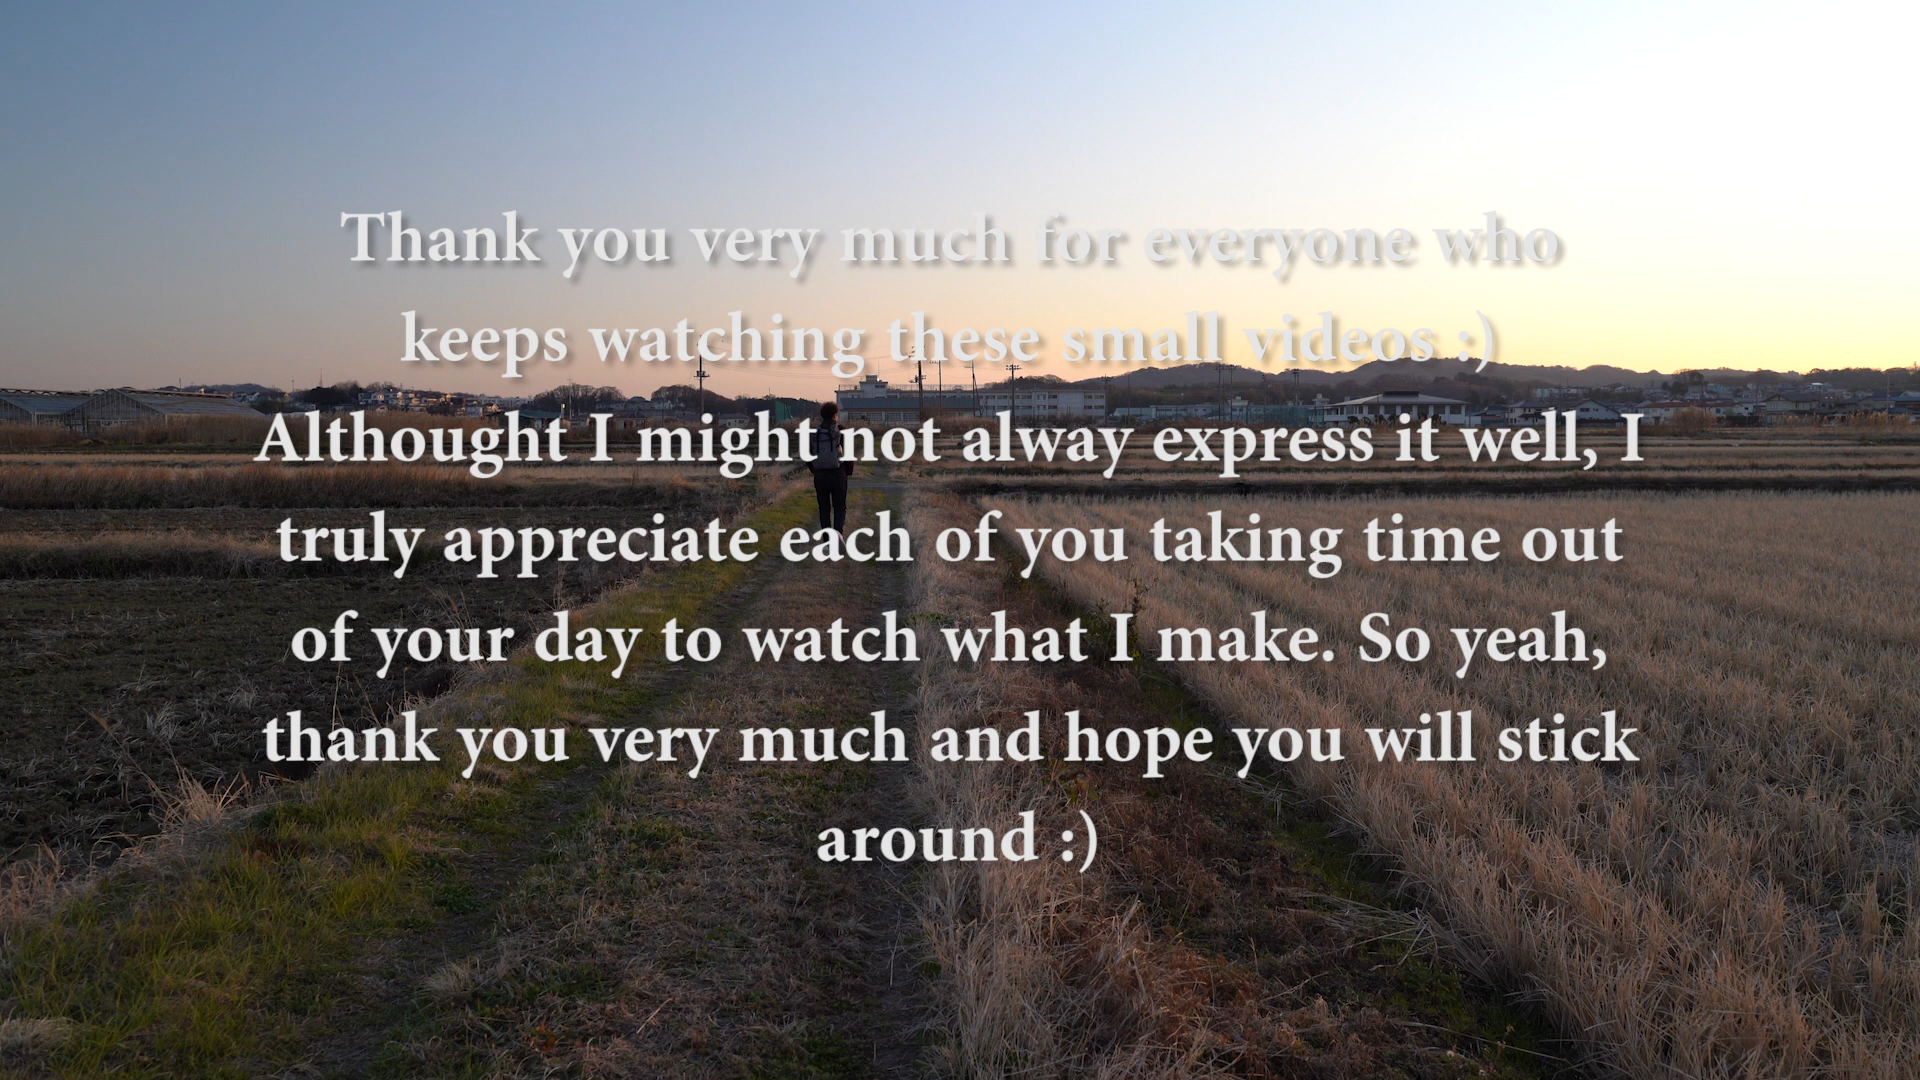 Thank you very much for everyone who
keeps watching these small videos :)
Althought I might not alway express it well, I
truly appreciate each of you taking time out
of your day to watch what I make. So yeah,
thank you very much and hope you will stick
around :)